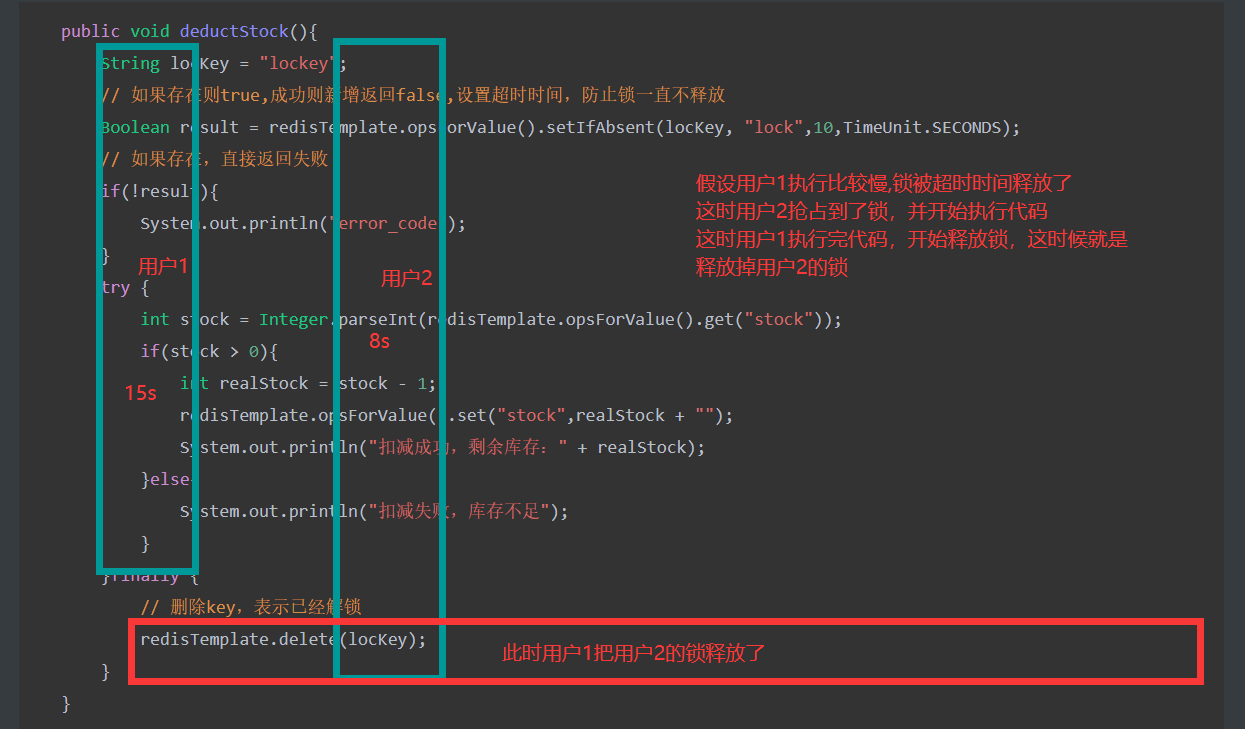 public void deductStock(){
String locKey = "lockey";
// 如果存在则true,成功则新增返回false,设置超时时间，防止锁一直不释放
Boolean result = redisTemplate.opsForValue().setIfAbsent(locKey, "lock",10,TimeUnit.SECONDS);
// 如果存在，直接返回失败
if(!result){
System.out.println("error_code");
}
try {
int stock = Integer.parseInt(redisTemplate.opsForValue().get("stock"));
if(stock > 0){
int realStock = stock - 1;
redisTemplate.opsForValue().set("stock",realStock + "");
System.out.println("扣减成功，剩余库存：" + realStock);
}else{
System.out.println("扣减失败，库存不足");
}
}finally {
// 删除key，表示已经解锁
redisTemplate.delete(locKey);
}
}
用户1
15s
用户2
8s
假设用户1执行比较慢,锁被超时时间释放了
这时用户2抢占到了锁，并开始执行代码
这时用户1执行完代码，开始释放锁，这时候就是
释放掉用户2的锁
此时用户1把用户2的锁释放了